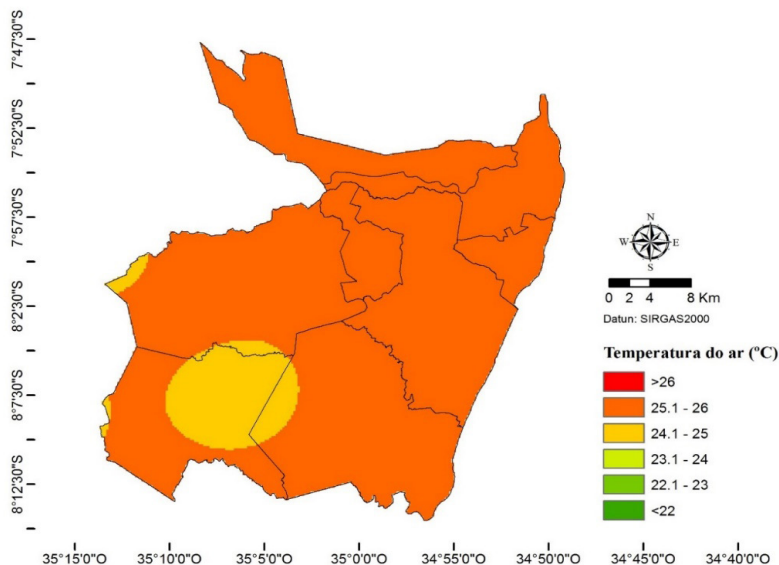 7°47'30"S
7°52'30"S
7°57'30"S
8°2'30"S
8°7'30"S
8°12'30"S
35°15'0"O 35°10'0"O 35°5'0"O 35°0'0"O 34°55'0"O 34°50'0"O 34°45'0"O 34°40'0"O
N
W E
S
0 2 4 8 Km
Datun: SIRGAS2000
Temperatura do ar (ºC)
>26
25.1 - 26
24.1 - 25
23.1 - 24
22.1 - 23
<22